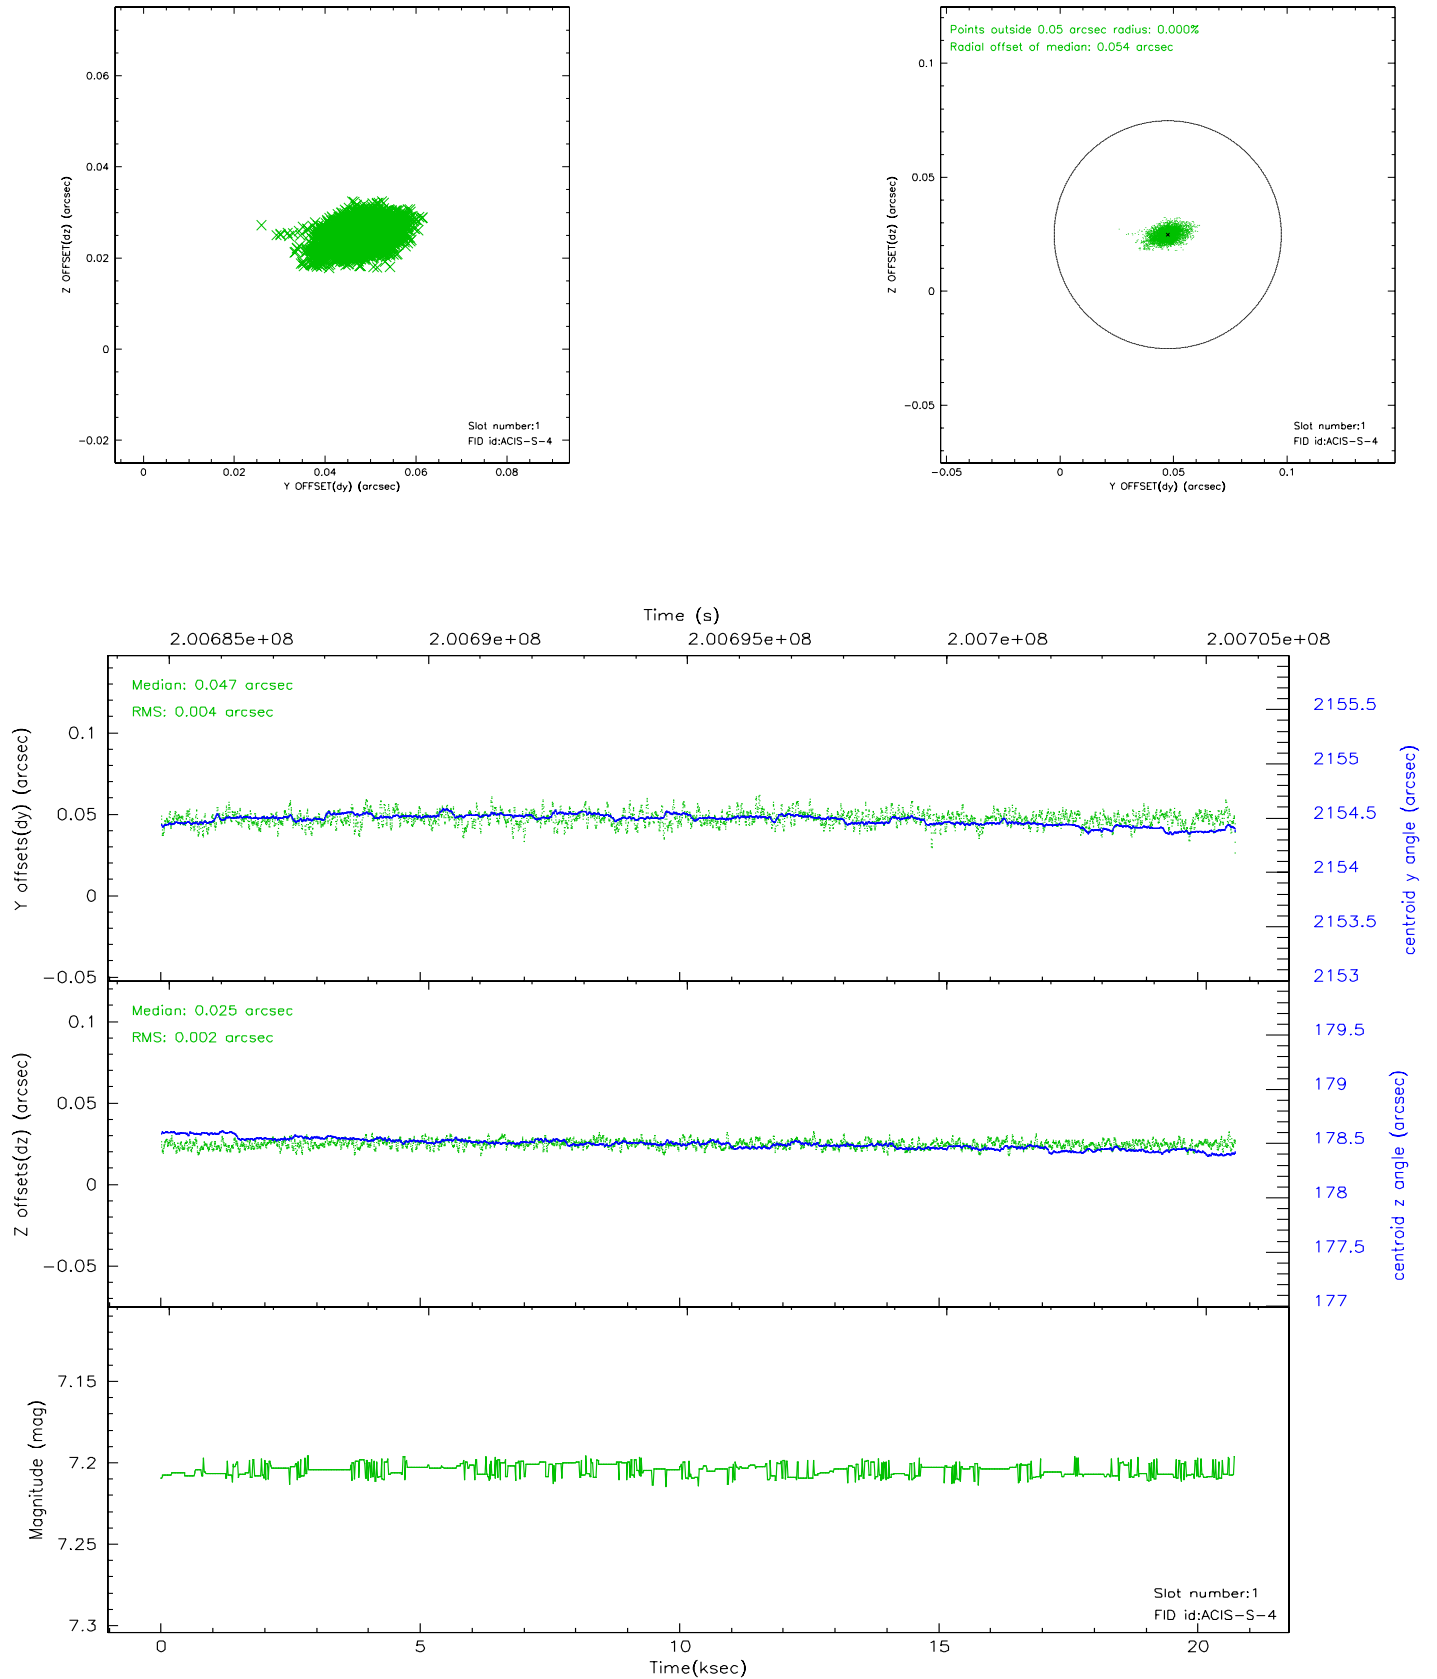 0.06
0.04
0.02
0
-0.02
Z OFFSET(dz) (arcsec)
Slot number:1
FID id:ACIS-S-4
0 0.02 0.04 0.06 0.08
Y OFFSET(dy) (arcsec)
Points outside 0.05 arcsec radius: 0.000%
Radial offset of median: 0.054 arcsec
0.1
0.05
0
-0.05
Z OFFSET(dz) (arcsec)
Slot number:1
FID id:ACIS-S-4
-0.05 0 0.05 0.1
Y OFFSET(dy) (arcsec)
Time (s)
2.00685e+08 2.0069e+08 2.00695e+08 2.007e+08 2.00705e+08
Median: 0.047 arcsec
RMS: 0.004 arcsec
0.1
0.05
0
-0.05
Y offsets(dy) (arcsec)
2155.5
2155
2154.5
2154
2153.5
2153
centroid y angle (arcsec)
Median: 0.025 arcsec
RMS: 0.002 arcsec
0.1
0.05
0
-0.05
Z offsets(dz) (arcsec)
179.5
179
178.5
178
177.5
177
centroid z angle (arcsec)
7.15
7.2
7.25
7.3
Magnitude (mag)
Slot number:1
FID id:ACIS-S-4
0 5 10 15 20
Time(ksec)